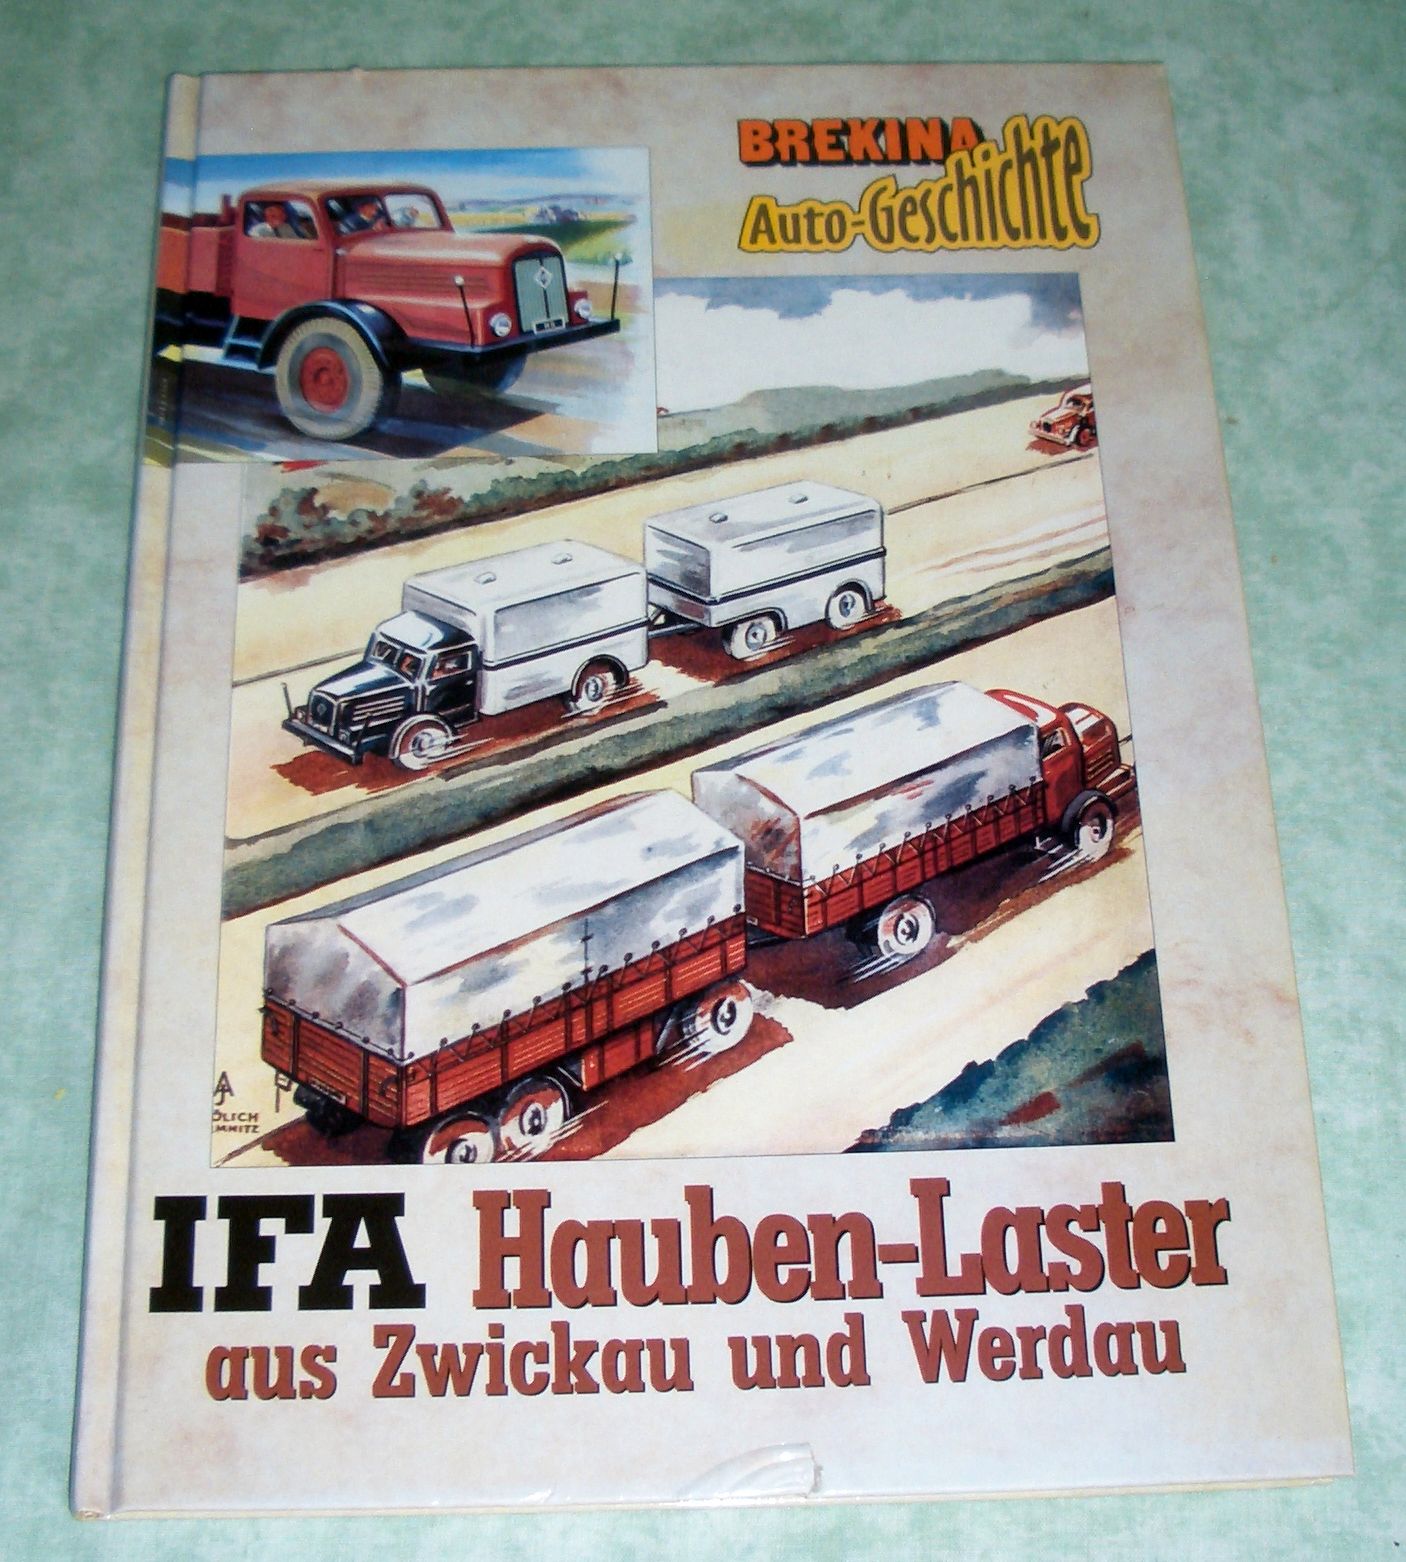 BREKINA
Auto-Geschichte
IFA Hauben-Laster
aus Zwickau und Werdau